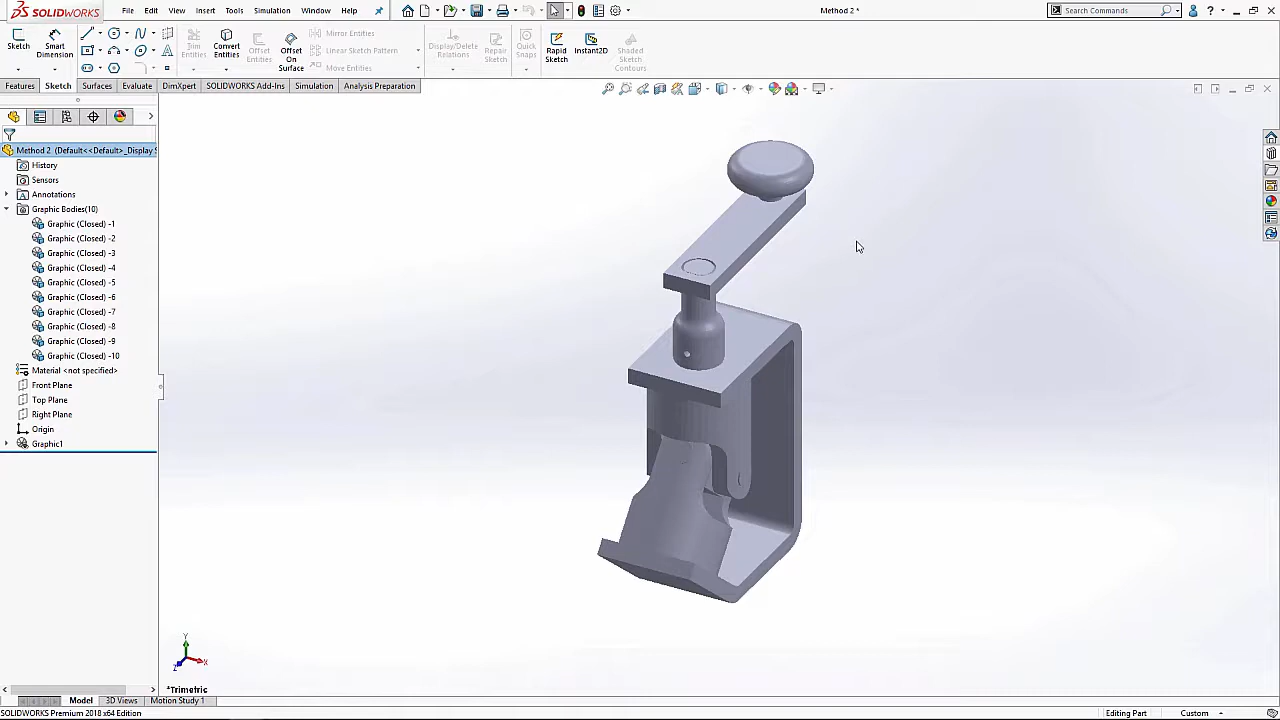 SOLIDWORKS File Edit View Insert Tools Simulation Window Help Method 2 * Search Commands
Sketch Smart Dimension Trim Entities Convert Entities Offset Entities Offset On Surface Mirror Entities Linear Sketch Pattern Move Entities Display/Delete Relations Repair Sketch Quick Snaps Rapid Sketch Instant2D Shaded Sketch Contours
Features Sketch Surfaces Evaluate DimXpert SOLIDWORKS Add-Ins Simulation Analysis Preparation
Method 2 (Default<<Default>_Display S
History
Sensors
Annotations
Graphic Bodies(10)
Graphic (Closed) -1
Graphic (Closed) -2
Graphic (Closed) -3
Graphic (Closed) -4
Graphic (Closed) -5
Graphic (Closed) -6
Graphic (Closed) -7
Graphic (Closed) -8
Graphic (Closed) -9
Graphic (Closed) -10
Material <not specified>
Front Plane
Top Plane
Right Plane
Origin
Graphic1
Y
X
Z
*Trimetric
Model 3D Views Motion Study 1
SOLIDWORKS Premium 2018 x64 Edition Editing Part Custom